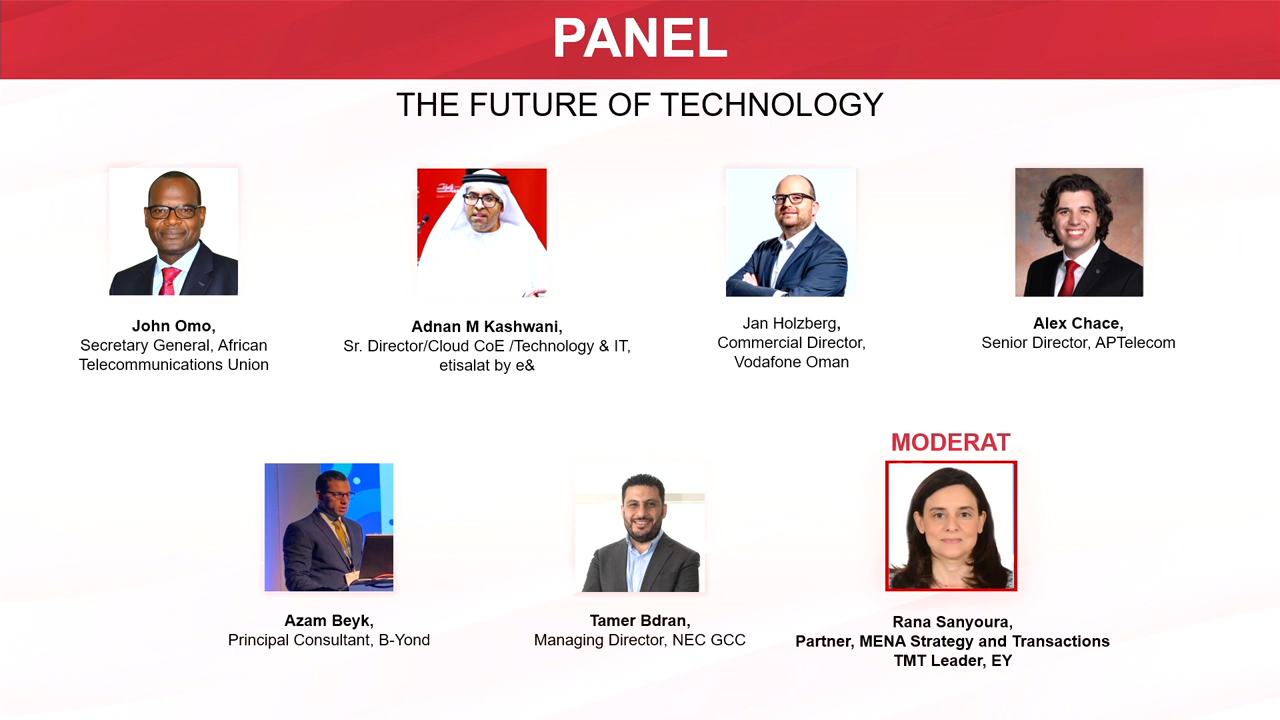 PANEL
THE FUTURE OF TECHNOLOGY
John Omo,
Secretary General, African
Telecommunications Union
Adnan M Kashwani,
Sr. Director/Cloud CoE /Technology & IT,
etisalat by e&
Jan Holzberg,
Commercial Director,
Vodafone Oman
Alex Chace,
Senior Director, APTelecom
Azam Beyk,
Principal Consultant, B-Yond
Tamer Bdran,
Managing Director, NEC GCC
MODERAT
Rana Sanyoura,
Partner, MENA Strategy and Transactions
TMT Leader, EY